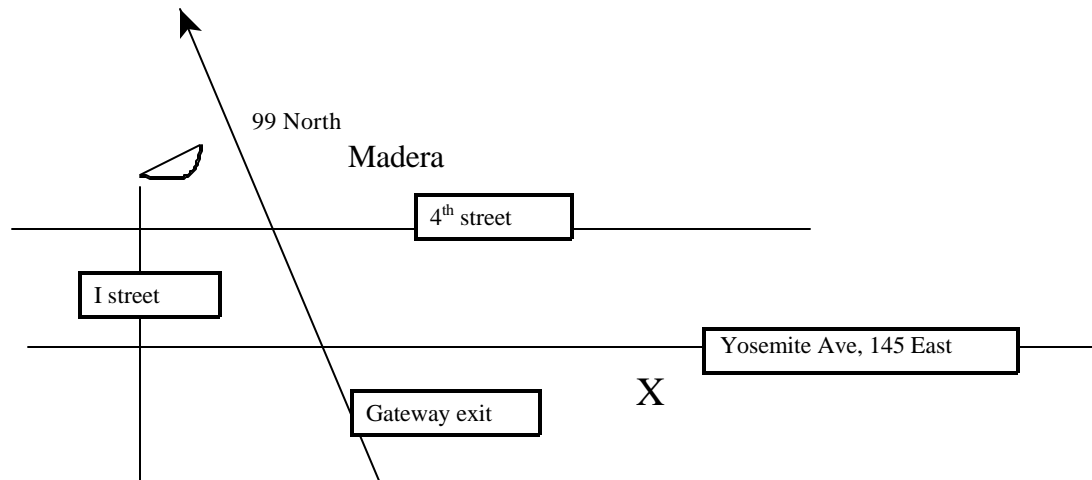 99 North
Madera
4th street
I street
Yosemite Ave, 145 East
X
Gateway exit